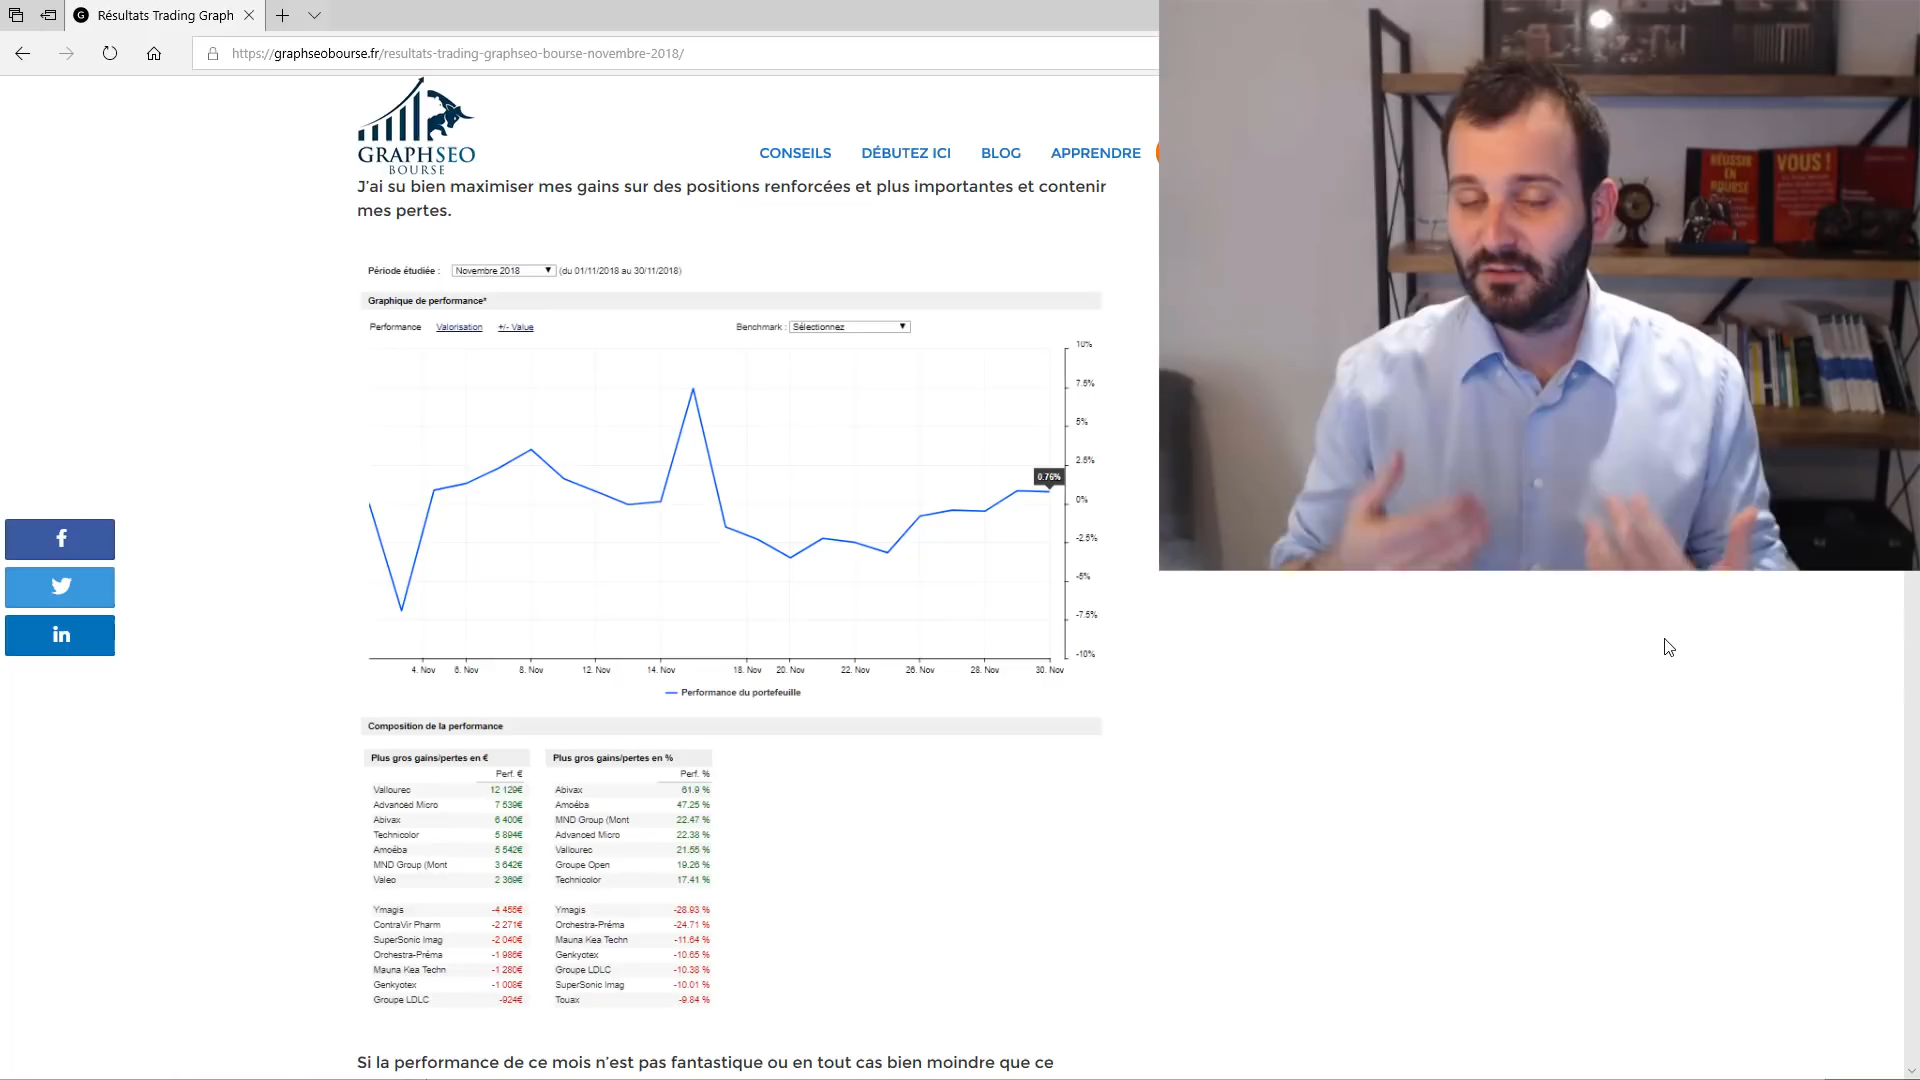 Résultats Trading Graph
https://graphseobourse.fr/resultats-trading-graphseo-bourse-novembre-2018/
GRAPHSEO
BOURSE
CONSEILS
DÉBUTEZ ICI
BLOG
APPRENDRE
RÉUSSIR
EN
BOURSE
VOUS !
J'ai su bien maximiser mes gains sur des positions renforcées et plus importantes et contenir
mes pertes.
Période étudiée : Novembre 2018 (du 01/11/2018 au 30/11/2018)
Graphique de performance*
Performance Valorisation +/- Value
Benchmark : Sélectionnez
10%
7.5%
5%
2.5%
0.76%
0%
-2.5%
-5%
-7.5%
-10%
4. Nov 6. Nov 8. Nov 12. Nov 14. Nov 18. Nov 20. Nov 22. Nov 26. Nov 28. Nov 30. Nov
Performance du portefeuille
f
in
Composition de la performance
Plus gros gains/pertes en €
Perf. €
Vallourec 12 129€
Advanced Micro 7 539€
Abivax 6 400€
Technicolor 5 894€
Amoéba 5 542€
MND Group (Mont 3 642€
Valeo 2 369€
Ymagis -4 455€
ContraVir Pharm -2 271€
SuperSonic Imag -2 040€
Orchestra-Préma -1 986€
Mauna Kea Techn -1 280€
Genkyotex -1 008€
Groupe LDLC -924€
Plus gros gains/pertes en %
Perf. %
Abivax 61.9 %
Amoéba 47.25 %
MND Group (Mont 22.47 %
Advanced Micro 22.38 %
Vallourec 21.55 %
Groupe Open 19.26 %
Technicolor 17.41 %
Ymagis -28.93 %
Orchestra-Préma -24.71 %
Mauna Kea Techn -11.64 %
Genkyotex -10.65 %
Groupe LDLC -10.38 %
SuperSonic Imag -10.01 %
Touax -9.84 %
Si la performance de ce mois n'est pas fantastique ou en tout cas bien moindre que ce